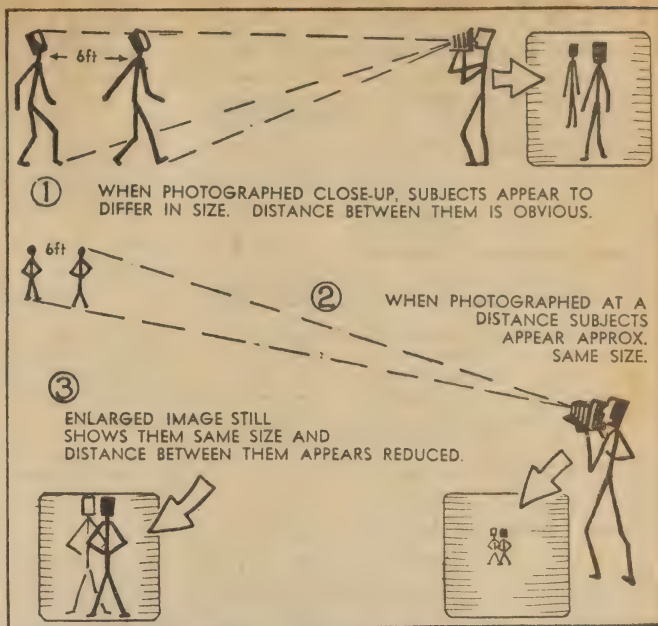 6ft
① WHEN PHOTOGRAPHED CLOSE-UP, SUBJECTS APPEAR TO
DIFFER IN SIZE. DISTANCE BETWEEN THEM IS OBVIOUS.
6ft
② WHEN PHOTOGRAPHED AT A
DISTANCE SUBJECTS
APPEAR APPROX.
SAME SIZE.
③
ENLARGED IMAGE STILL
SHOWS THEM SAME SIZE AND
DISTANCE BETWEEN THEM APPEARS REDUCED.